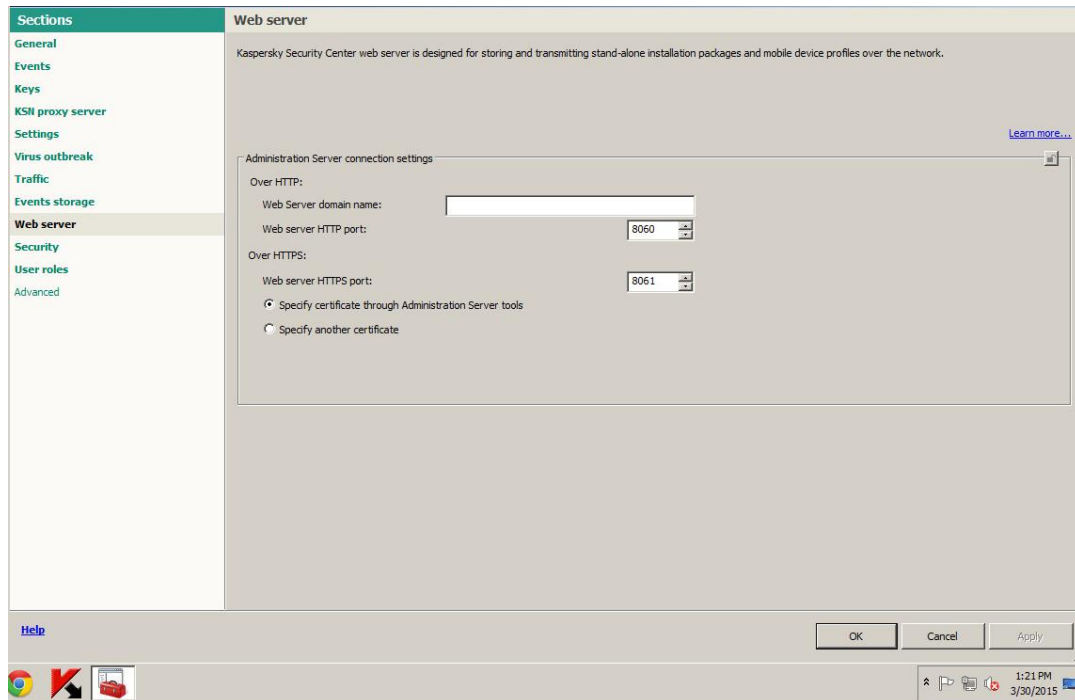 Sections
General
Events
Keys
KSN proxy server
Settings
Virus outbreak
Traffic
Events storage
Web server
Security
User roles
Advanced
Web server
Kaspersky Security Center web server is designed for storing and transmitting stand-alone installation packages and mobile device profiles over the network.
Learn more...
Administration Server connection settings
Over HTTP:
Web Server domain name:
Web server HTTP port: 8060
Over HTTPS:
Web server HTTPS port: 8061
Specify certificate through Administration Server tools
Specify another certificate
Help
OK Cancel Apply
1:21 PM
3/30/2015